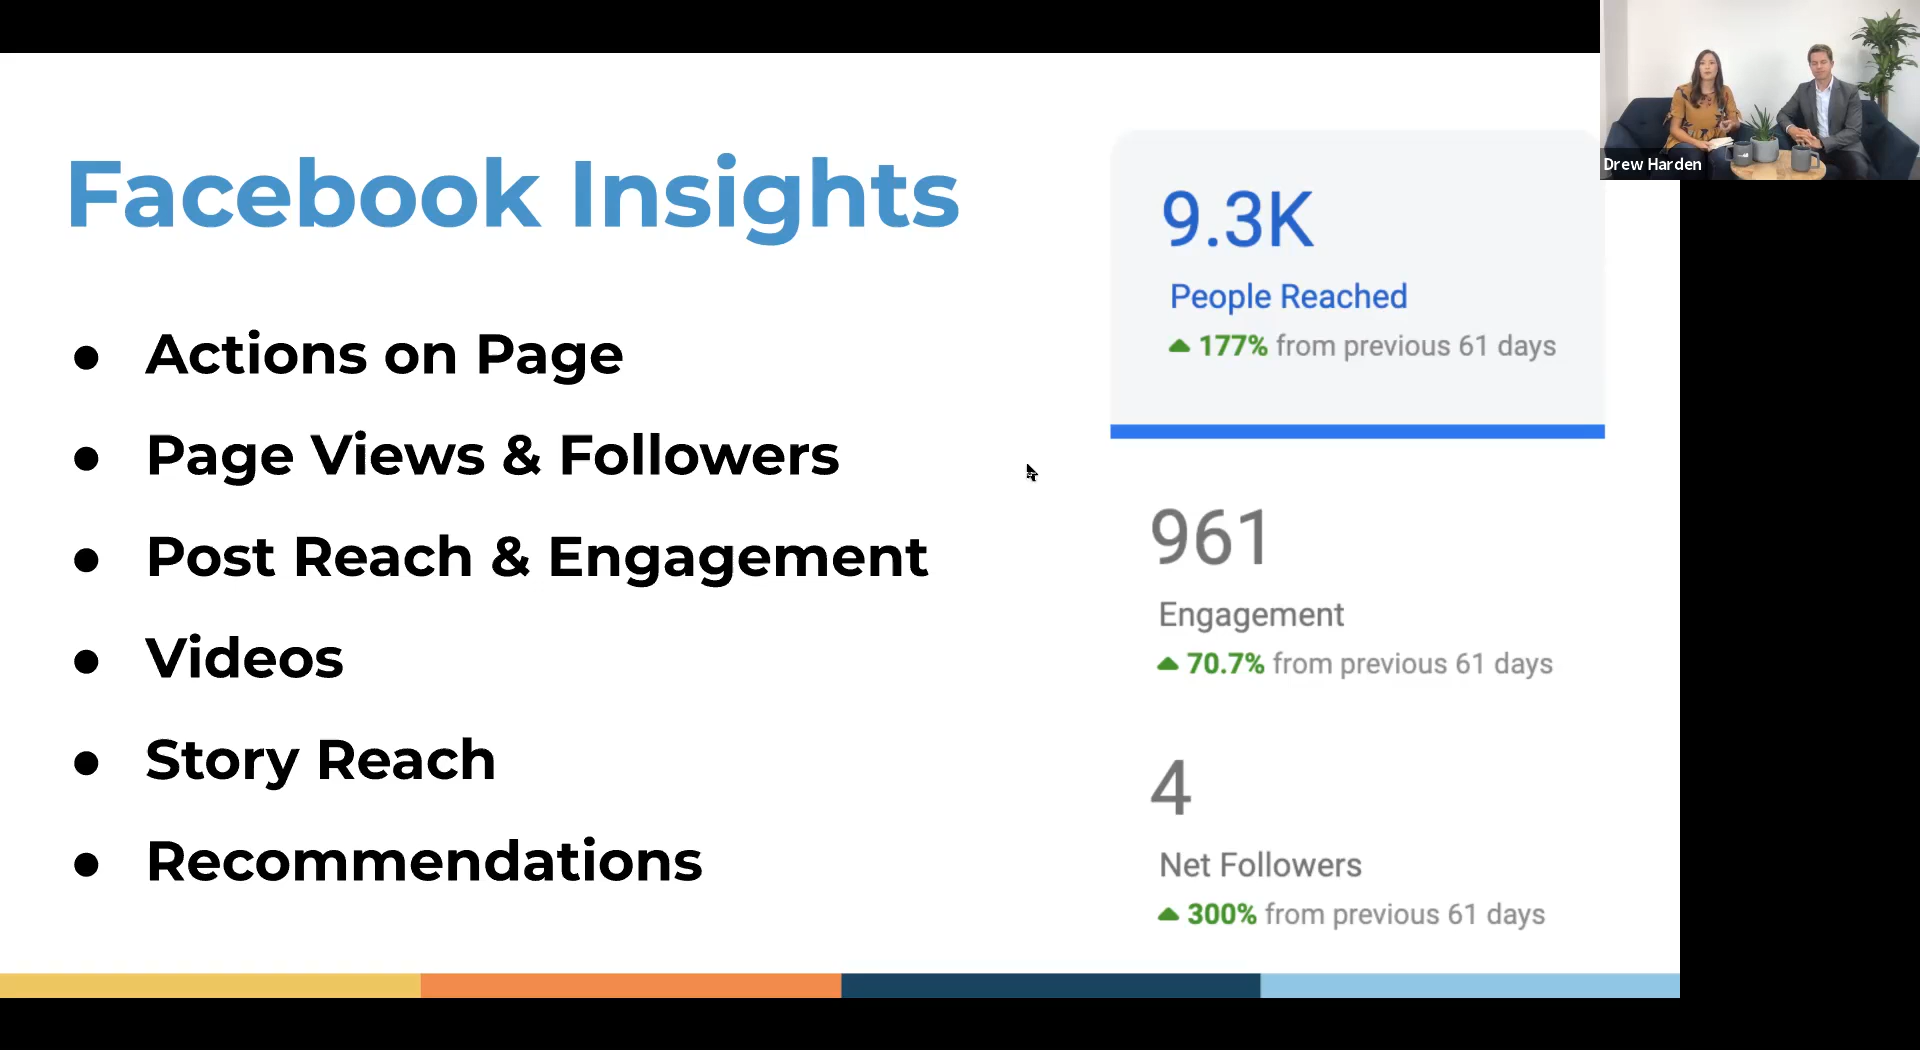 Facebook Insights
● Actions on Page
● Page Views & Followers
● Post Reach & Engagement
● Videos
● Story Reach
● Recommendations
9.3K
People Reached
177% from previous 61 days
961
Engagement
70.7% from previous 61 days
4
Net Followers
300% from previous 61 days
Drew Harden